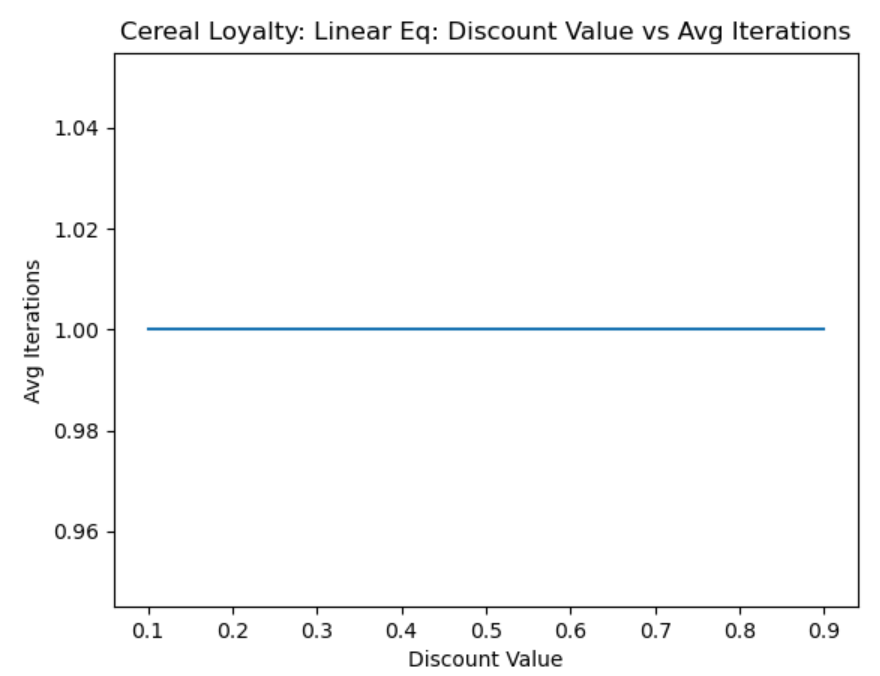 Cereal Loyalty: Linear Eq: Discount Value vs Avg Iterations
1.04
1.02
1.00
0.98
0.96
Avg Iterations
0.1 0.2 0.3 0.4 0.5 0.6 0.7 0.8 0.9
Discount Value